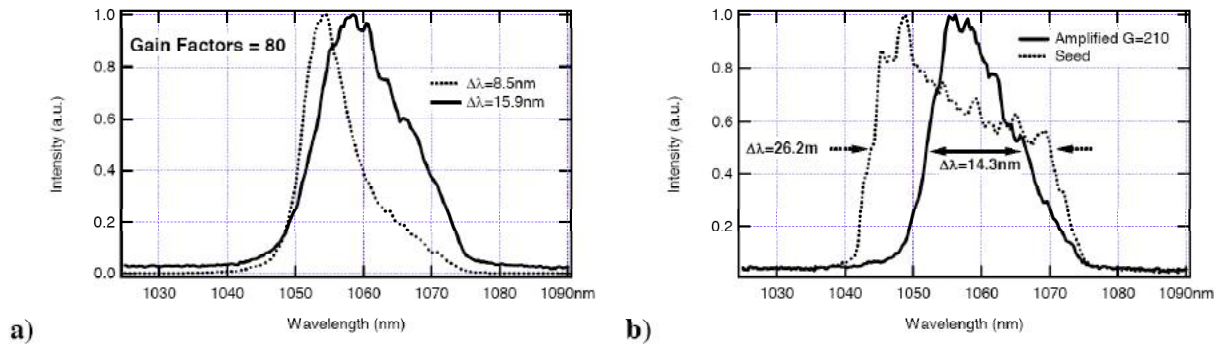 Gain Factors = 80
Δλ=8.5nm
Δλ=15.9nm
Intensity (a.u.)
1.0
0.8
0.6
0.4
0.2
0.0
1030 1040 1050 1060 1070 1080 1090nm
Wavelength (nm)
a)
Amplified G=210
Seed
Δλ=26.2m
Δλ=14.3nm
Intensity (a.u.)
1.0
0.8
0.6
0.4
0.2
1030 1040 1050 1060 1070 1080 1090nm
Wavelength (nm)
b)